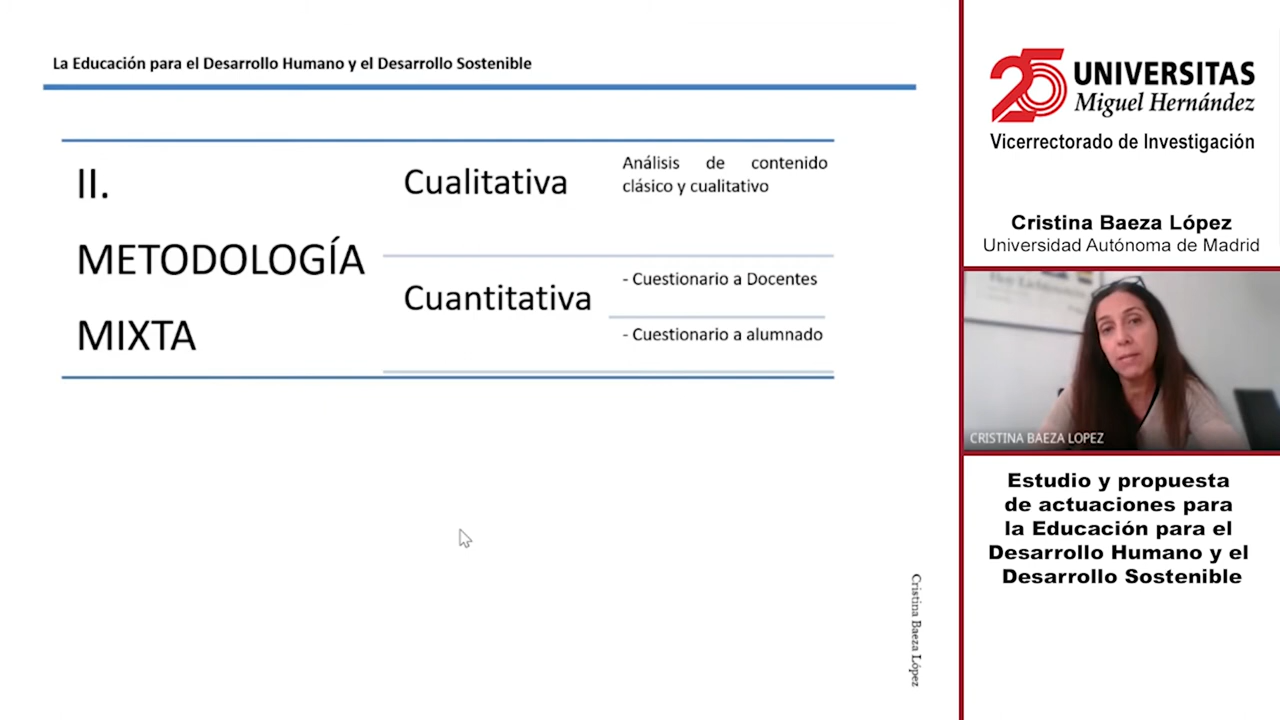 La Educación para el Desarrollo Humano y el Desarrollo Sostenible
II.
METODOLOGÍA
MIXTA
Cualitativa
Análisis de contenido
clásico y cualitativo
Cuantitativa
- Cuestionario a Docentes
- Cuestionario a alumnado
Cristina Baeza López
25 UNIVERSITAS
Miguel Hernández
Vicerrectorado de Investigación
Cristina Baeza López
Universidad Autónoma de Madrid
CRISTINA BAEZA LOPEZ
Estudio y propuesta
de actuaciones para
la Educación para el
Desarrollo Humano y el
Desarrollo Sostenible